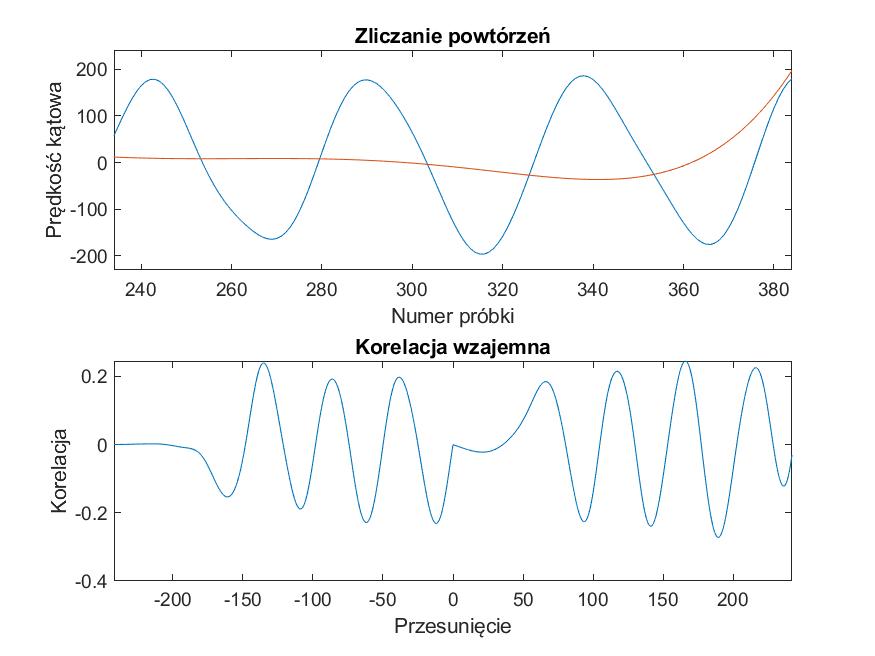 Zliczanie powtórzeń
Prędkość kątowa
200
100
0
-100
-200
240 260 280 300 320 340 360 380
Numer próbki
Korelacja wzajemna
Korelacja
0.2
0
-0.2
-0.4
-200 -150 -100 -50 0 50 100 150 200
Przesunięcie